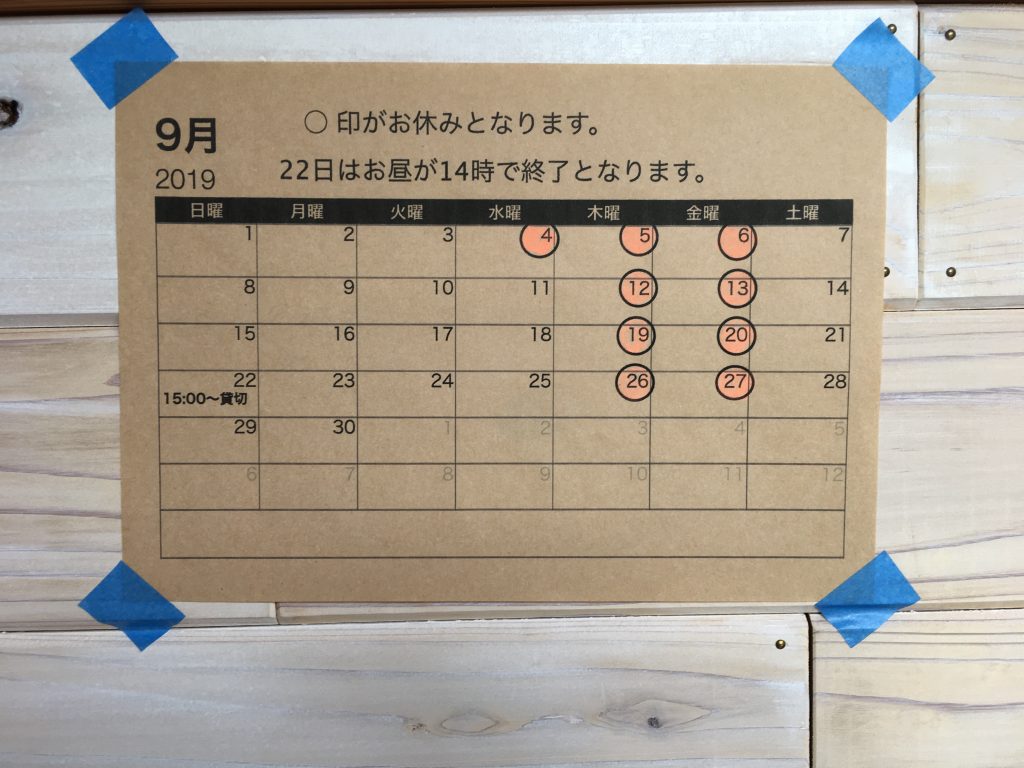 9月
○ 印がお休みとなります。
2019
22日はお昼が14時で終了となります。
日曜 月曜 火曜 水曜 木曜 金曜 土曜
1 2 3 4 5 6 7
8 9 10 11 12 13 14
15 16 17 18 19 20 21
22 23 24 25 26 27 28
15:00〜貸切
29 30 1 2 3 4 5
6 7 8 9 10 11 12